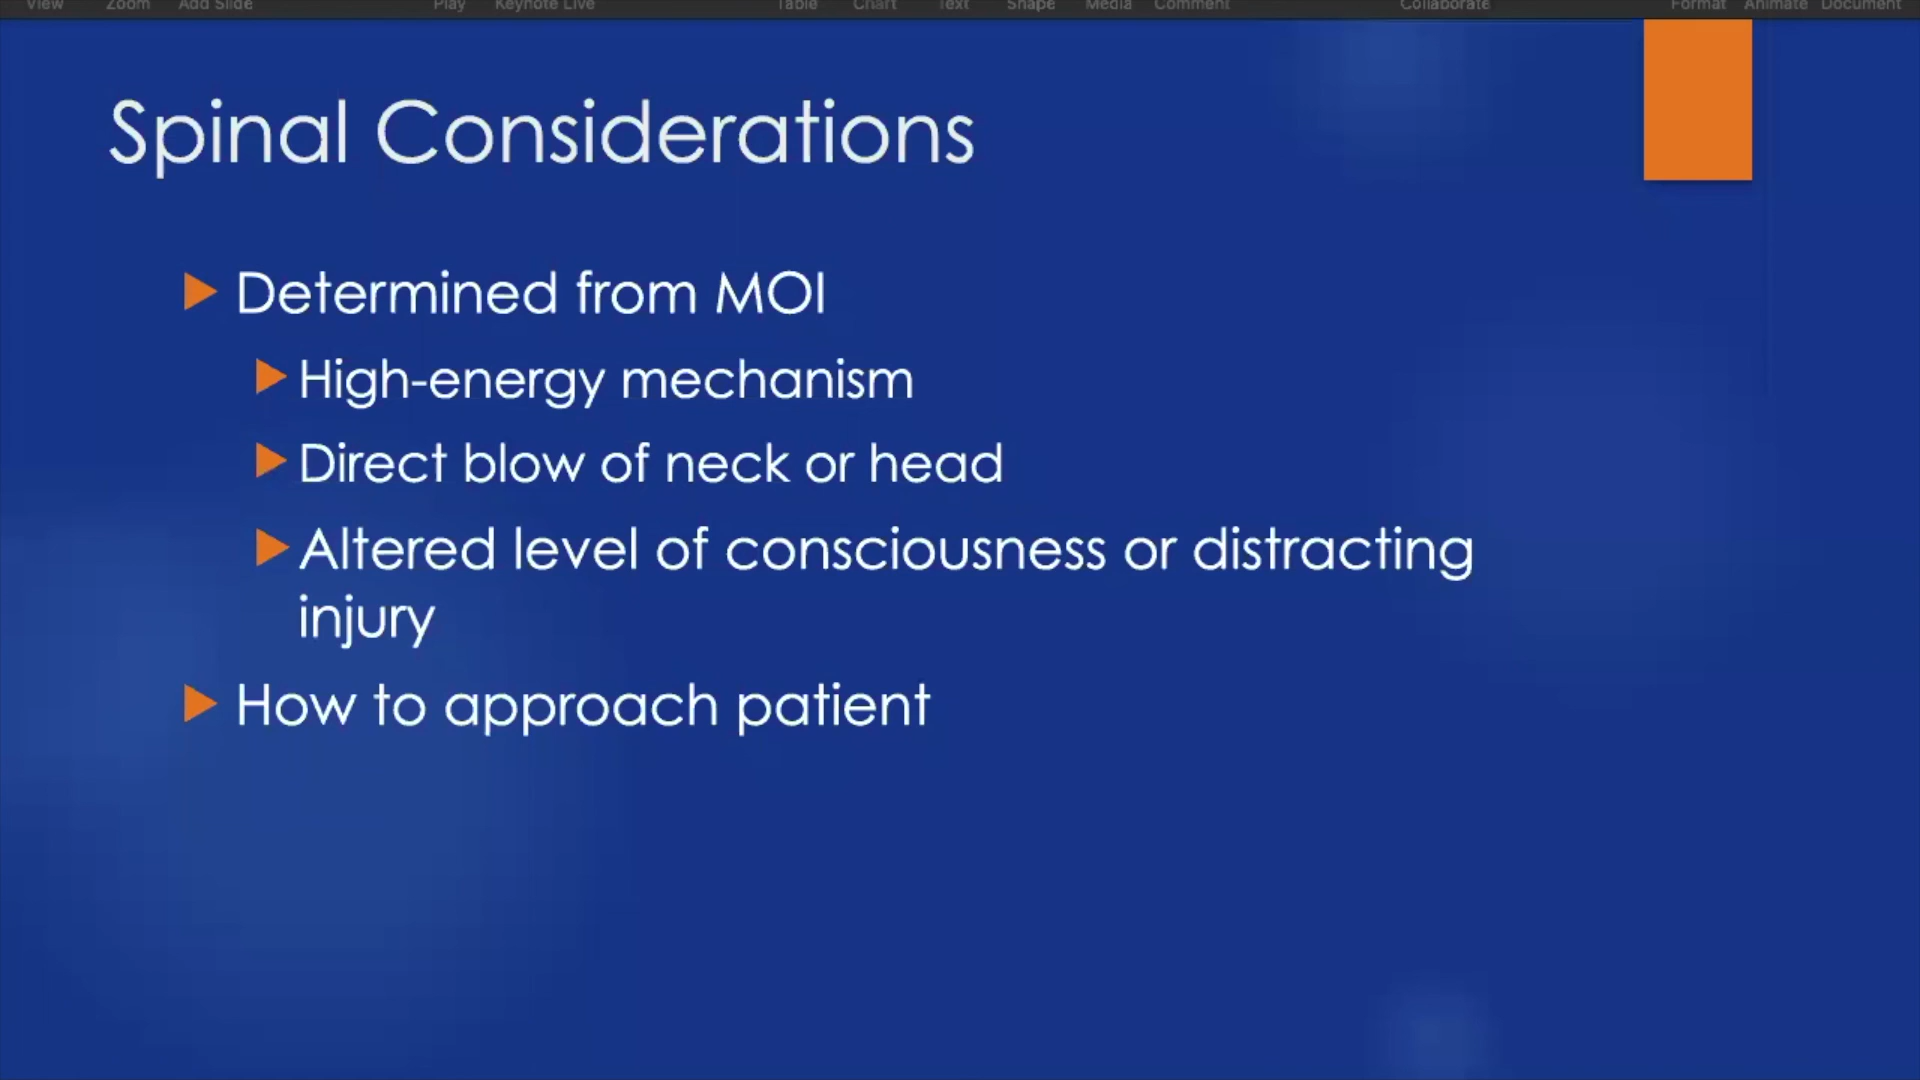 View Zoom Add Slide Play Keynote Live Table Chart Text Shape Media Comment Collaborate Format Animate Document
Spinal Considerations
Determined from MOI
High-energy mechanism
Direct blow of neck or head
Altered level of consciousness or distracting
injury
How to approach patient